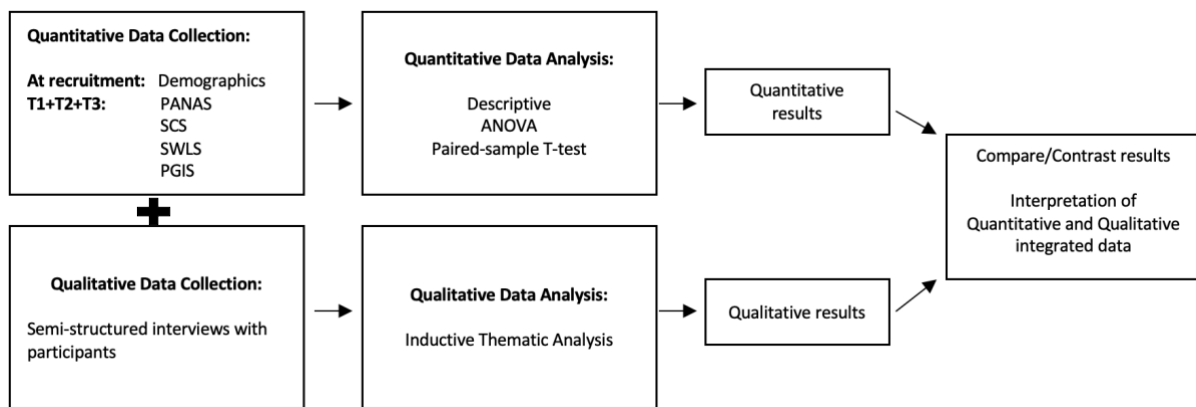 Quantitative Data Collection:
At recruitment: Demographics
T1+T2+T3: PANAS
SCS
SWLS
PGIS
Quantitative Data Analysis:
Descriptive
ANOVA
Paired-sample T-test
Quantitative
results
Qualitative Data Collection:
Semi-structured interviews with
participants
Qualitative Data Analysis:
Inductive Thematic Analysis
Qualitative results
Compare/Contrast results
Interpretation of
Quantitative and Qualitative
integrated data